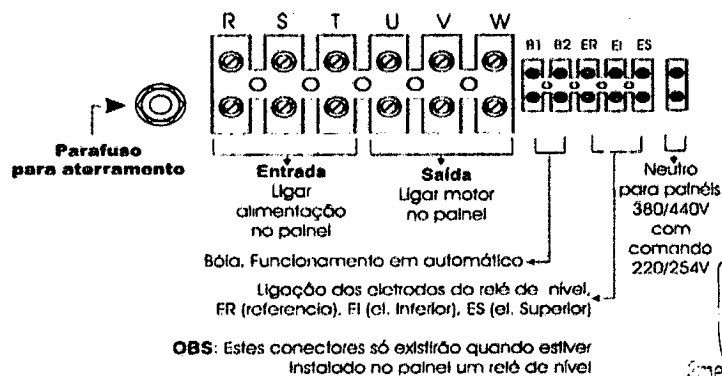 R S T U V W
B1 B2 ER EI ES
Parafuso
para aterramento
Entrada
Ligar
alimentação
no painel
Saída
Ligar motor
no painel
Neutro
para painéis
380/440V
com
comando
220/254V
Bóia, Funcionamento em automático
Ligação dos eletrodos do relé de nível,
ER (referencia), EI (el. Inferior), ES (el. Superior)
OBS: Estes conectores só existirão quando estiver
Instalado no painel um relé de nível